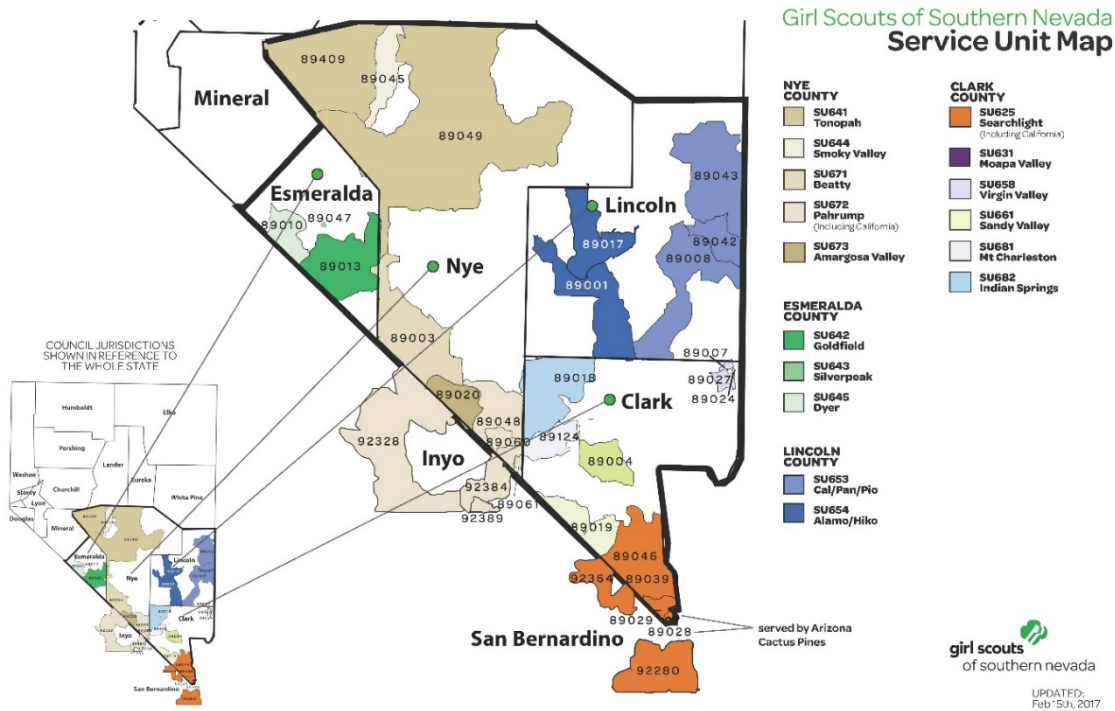 Girl Scouts of Southern Nevada
Service Unit Map
NYE
COUNTY
SU641
Tonopah
SU644
Smoky Valley
SU671
Beatty
SU672
Pahrump
(Including California)
SU673
Amargosa Valley
ESMERALDA
COUNTY
SU642
Goldfield
SU643
Silverpeak
SU645
Dyer
LINCOLN
COUNTY
SU653
Cal/Pan/Pio
SU654
Alamo/Hiko
CLARK
COUNTY
SU625
Searchlight
(Including California)
SU631
Moapa Valley
SU658
Virgin Valley
SU661
Sandy Valley
SU681
Mt Charleston
SU682
Indian Springs
89409
89045
Mineral
89049
89043
Esmeralda
Lincoln
89047
89010
89017
89042
89008
89013
Nye
89001
89003
89007
89018
89027
89020
89024
Clark
89048
92328
89060
89124
Inyo
89004
92384
89061
92389
89019
89046
92364
89039
89029
San Bernardino
89028
served by Arizona
Cactus Pines
92280
COUNCIL JURISDICTIONS
SHOWN IN REFERENCE TO
THE WHOLE STATE
Humboldt
Elko
Pershing
Lander
Washoe
Eureka
Storey
Churchill
White Pine
Lyon
Douglas
Mineral
Esmeralda
Lincoln
Nye
Clark
Inyo
San Bernardino
girl scouts
of southern nevada
UPDATED:
Feb 15th, 2017